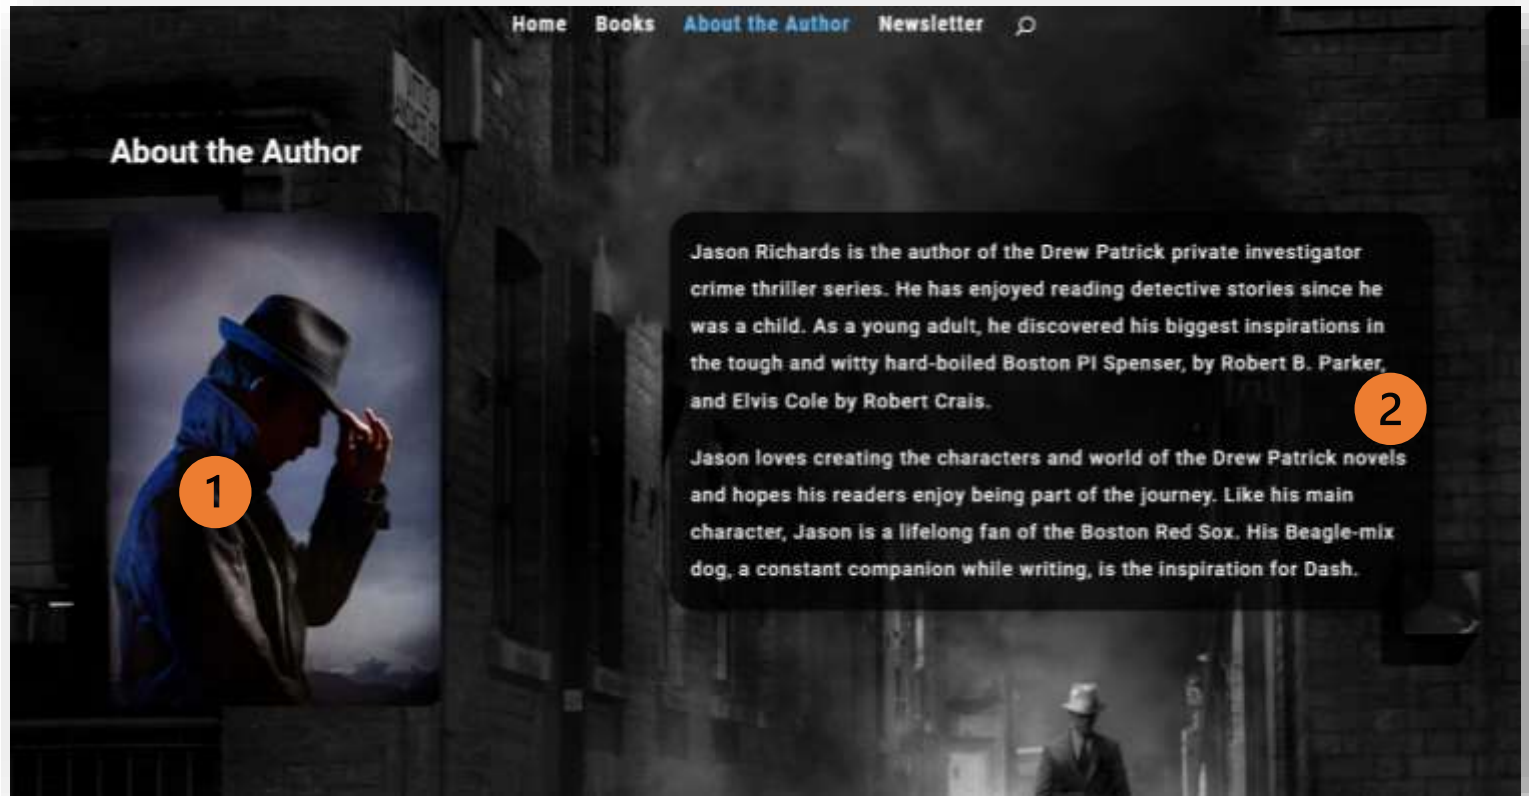 Home Books About the Author Newsletter
About the Author
Jason Richards is the author of the Drew Patrick private investigator
crime thriller series. He has enjoyed reading detective stories since he
was a child. As a young adult, he discovered his biggest inspirations in
the tough and witty hard-boiled Boston PI Spenser, by Robert B. Parker,
and Elvis Cole by Robert Crais.
2
Jason loves creating the characters and world of the Drew Patrick novels
and hopes his readers enjoy being part of the journey. Like his main
character, Jason is a lifelong fan of the Boston Red Sox. His Beagle-mix
dog, a constant companion while writing, is the inspiration for Dash.
1